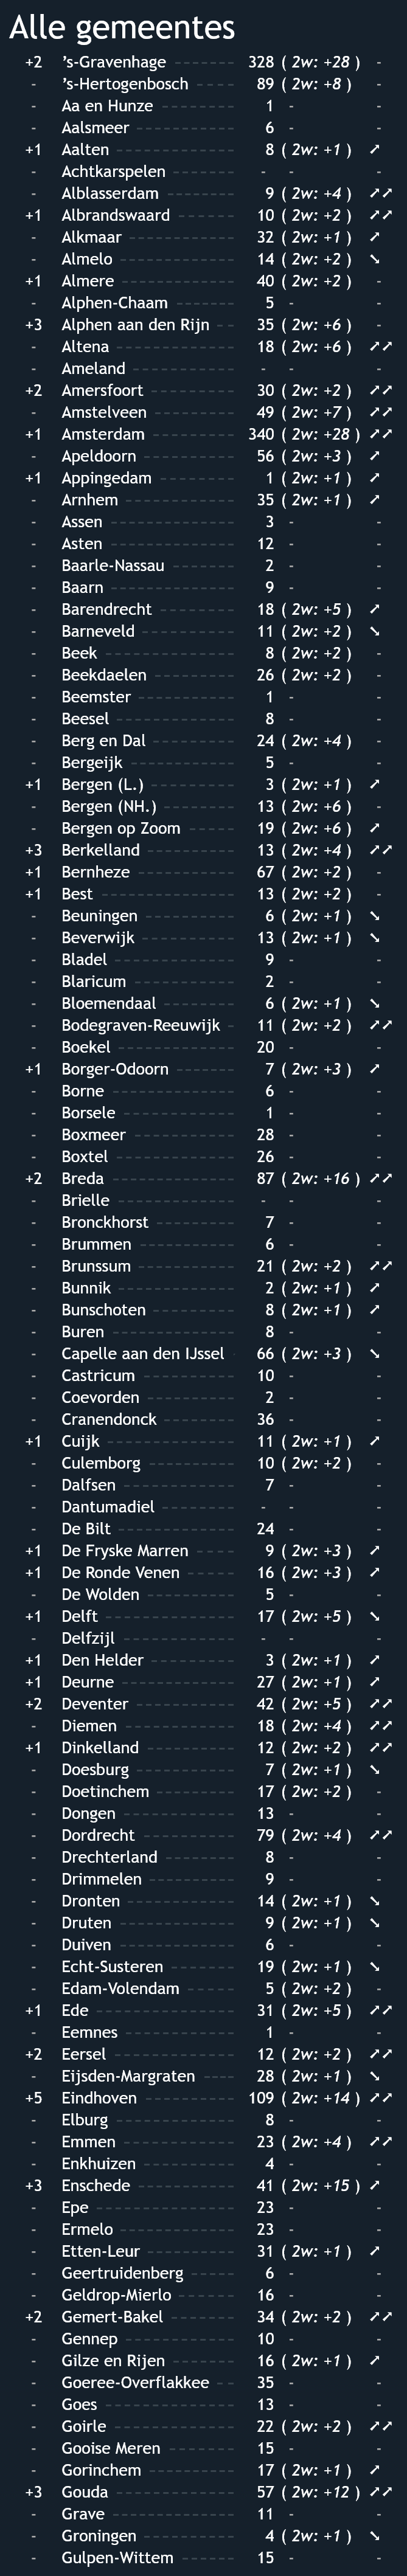 Alle gemeentes
+2 ’s-Gravenhage 328 ( 2w: +28 ) -
- ’s-Hertogenbosch 89 ( 2w: +8 ) -
- Aa en Hunze 1 - -
- Aalsmeer 6 - -
+1 Aalten 8 ( 2w: +1 ) ➚
- Achtkarspelen - - -
- Alblasserdam 9 ( 2w: +4 ) ➚➚
+1 Albrandswaard 10 ( 2w: +2 ) ➚➚
- Alkmaar 32 ( 2w: +1 ) ➚
- Almelo 14 ( 2w: +2 ) ➘
+1 Almere 40 ( 2w: +2 ) -
- Alphen-Chaam 5 - -
+3 Alphen aan den Rijn 35 ( 2w: +6 ) -
- Altena 18 ( 2w: +6 ) ➚➚
- Ameland - - -
+2 Amersfoort 30 ( 2w: +2 ) ➚➚
- Amstelveen 49 ( 2w: +7 ) ➚➚
+1 Amsterdam 340 ( 2w: +28 ) ➚➚
- Apeldoorn 56 ( 2w: +3 ) ➚
+1 Appingedam 1 ( 2w: +1 ) ➚
- Arnhem 35 ( 2w: +1 ) ➚
- Assen 3 - -
- Asten 12 - -
- Baarle-Nassau 2 - -
- Baarn 9 - -
- Barendrecht 18 ( 2w: +5 ) ➚
- Barneveld 11 ( 2w: +2 ) ➘
- Beek 8 ( 2w: +2 ) -
- Beekdaelen 26 ( 2w: +2 ) -
- Beemster 1 - -
- Beesel 8 - -
- Berg en Dal 24 ( 2w: +4 ) -
- Bergeijk 5 - -
+1 Bergen (L.) 3 ( 2w: +1 ) ➚
- Bergen (NH.) 13 ( 2w: +6 ) -
- Bergen op Zoom 19 ( 2w: +6 ) ➚
+3 Berkelland 13 ( 2w: +4 ) ➚➚
+1 Bernheze 67 ( 2w: +2 ) -
+1 Best 13 ( 2w: +2 ) -
- Beuningen 6 ( 2w: +1 ) ➘
- Beverwijk 13 ( 2w: +1 ) ➘
- Bladel 9 - -
- Blaricum 2 - -
- Bloemendaal 6 ( 2w: +1 ) ➘
- Bodegraven-Reeuwijk 11 ( 2w: +2 ) ➚➚
- Boekel 20 - -
+1 Borger-Odoorn 7 ( 2w: +3 ) ➚
- Borne 6 - -
- Borsele 1 - -
- Boxmeer 28 - -
- Boxtel 26 - -
+2 Breda 87 ( 2w: +16 ) ➚➚
- Brielle - - -
- Bronckhorst 7 - -
- Brummen 6 - -
- Brunssum 21 ( 2w: +2 ) ➚➚
- Bunnik 2 ( 2w: +1 ) ➚
- Bunschoten 8 ( 2w: +1 ) ➚
- Buren 8 - -
- Capelle aan den IJssel 66 ( 2w: +3 ) ➘
- Castricum 10 - -
- Coevorden 2 - -
- Cranendonck 36 - -
+1 Cuijk 11 ( 2w: +1 ) ➚
- Culemborg 10 ( 2w: +2 ) -
- Dalfsen 7 - -
- Dantumadiel - - -
- De Bilt 24 - -
+1 De Fryske Marren 9 ( 2w: +3 ) ➚
+1 De Ronde Venen 16 ( 2w: +3 ) ➚
- De Wolden 5 - -
+1 Delft 17 ( 2w: +5 ) ➘
- Delfzijl - - -
+1 Den Helder 3 ( 2w: +1 ) ➚
+1 Deurne 27 ( 2w: +1 ) ➚
+2 Deventer 42 ( 2w: +5 ) ➚➚
- Diemen 18 ( 2w: +4 ) ➚➚
+1 Dinkelland 12 ( 2w: +2 ) ➚➚
- Doesburg 7 ( 2w: +1 ) ➘
- Doetinchem 17 ( 2w: +2 ) -
- Dongen 13 - -
- Dordrecht 79 ( 2w: +4 ) ➚➚
- Drechterland 8 - -
- Drimmelen 9 - -
- Dronten 14 ( 2w: +1 ) ➘
- Druten 9 ( 2w: +1 ) ➘
- Duiven 6 - -
- Echt-Susteren 19 ( 2w: +1 ) ➘
- Edam-Volendam 5 ( 2w: +2 ) -
+1 Ede 31 ( 2w: +5 ) ➚➚
- Eemnes 1 - -
+2 Eersel 12 ( 2w: +2 ) ➚➚
- Eijsden-Margraten 28 ( 2w: +1 ) ➘
+5 Eindhoven 109 ( 2w: +14 ) ➚➚
- Elburg 8 - -
- Emmen 23 ( 2w: +4 ) ➚➚
- Enkhuizen 4 - -
+3 Enschede 41 ( 2w: +15 ) ➚
- Epe 23 - -
- Ermelo 23 - -
- Etten-Leur 31 ( 2w: +1 ) ➚
- Geertruidenberg 6 - -
- Geldrop-Mierlo 16 - -
+2 Gemert-Bakel 34 ( 2w: +2 ) ➚➚
- Gennep 10 - -
- Gilze en Rijen 16 ( 2w: +1 ) ➚
- Goeree-Overflakkee 35 - -
- Goes 13 - -
- Goirle 22 ( 2w: +2 ) ➚➚
- Gooise Meren 15 - -
- Gorinchem 17 ( 2w: +1 ) ➚
+3 Gouda 57 ( 2w: +12 ) ➚➚
- Grave 11 - -
- Groningen 4 ( 2w: +1 ) ➘
- Gulpen-Wittem 15 - -